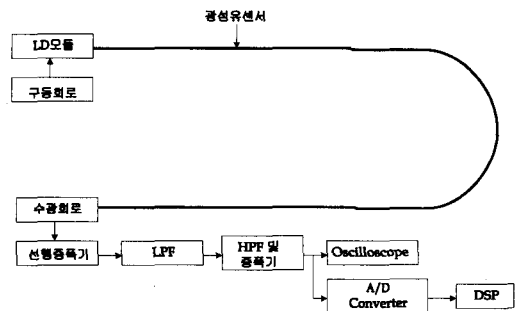 광섬유센서
LD모듈
구동회로
수광회로
선행증폭기
LPF
HPF 및
증폭기
Oscilloscope
A/D
Converter
DSP